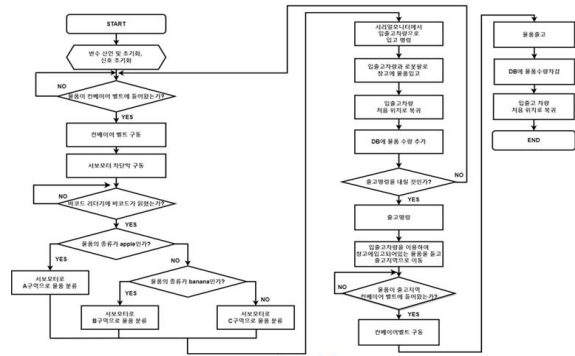 START
변수 선언 및 초기화,
신호 초기화
NO
물품이 컨베이어 벨트에 들어왔는가?
YES
컨베이어 벨트 구동
서보모터 차단막 구동
NO
바코드 리더기에 바코드가 읽혔는가?
YES
물품의 종류가 apple인가?
YES
NO
서보모터로
A구역으로 물품 분류
물품의 종류가 banana인가?
YES
NO
서보모터로
B구역으로 물품 분류
서보모터로
C구역으로 물품 분류
시리얼모니터에서
입출고차량으로
입고 명령
입출고차량과 로봇팔로
창고에 물품입고
입출고차량
처음 위치로 복귀
DB에 물품 수량 추가
출고명령을 내릴 것인가?
NO
YES
출고명령
입출고차량을 이용하여
창고에입고되어있는 물품을 들고
출고지역으로 이동
NO
물품이 출고지역
컨베이어 벨트에 들어왔는가?
YES
컨베이어벨트 구동
물품출고
DB에 물품수량차감
입출고 차량
처음 위치로 복귀
END